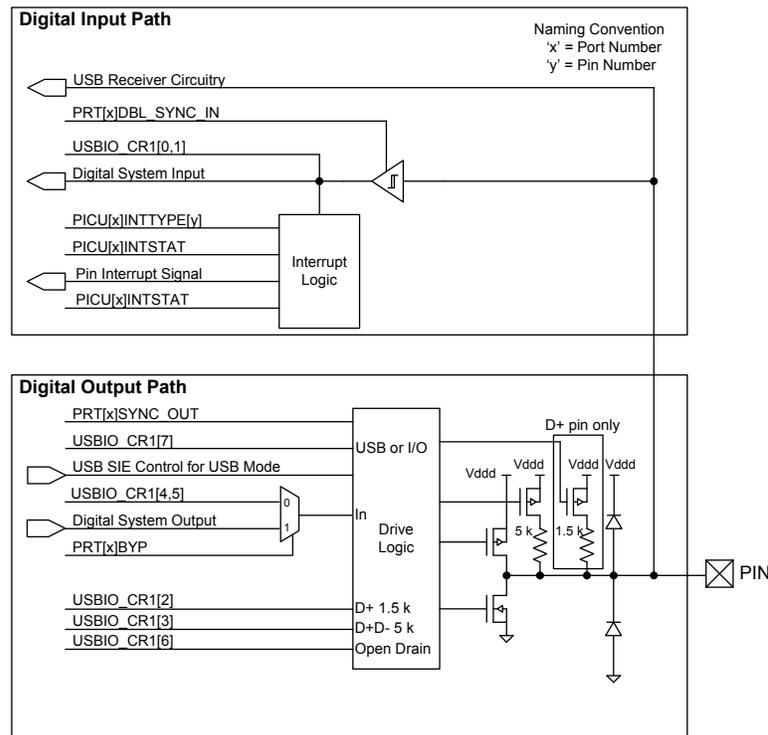 Digital Input Path
Naming Convention
'x' = Port Number
'y' = Pin Number
USB Receiver Circuitry
PRT[x]DBL_SYNC_IN
USBIO_CR1[0,1]
Digital System Input
PICU[x]INTTYPE[y]
PICU[x]INTSTAT
Pin Interrupt Signal
PICU[x]INTSTAT
Interrupt
Logic
Digital Output Path
PRT[x]SYNC_OUT
USBIO_CR1[7]
USB SIE Control for USB Mode
USBIO_CR1[4,5]
Digital System Output
PRT[x]BYP
0
1
USBIO_CR1[2]
USBIO_CR1[3]
USBIO_CR1[6]
USB or I/O
In
Drive
Logic
D+ 1.5 k
D+D- 5 k
Open Drain
D+ pin only
Vddd
Vddd
Vddd
Vddd
5 k
1.5 k
PIN